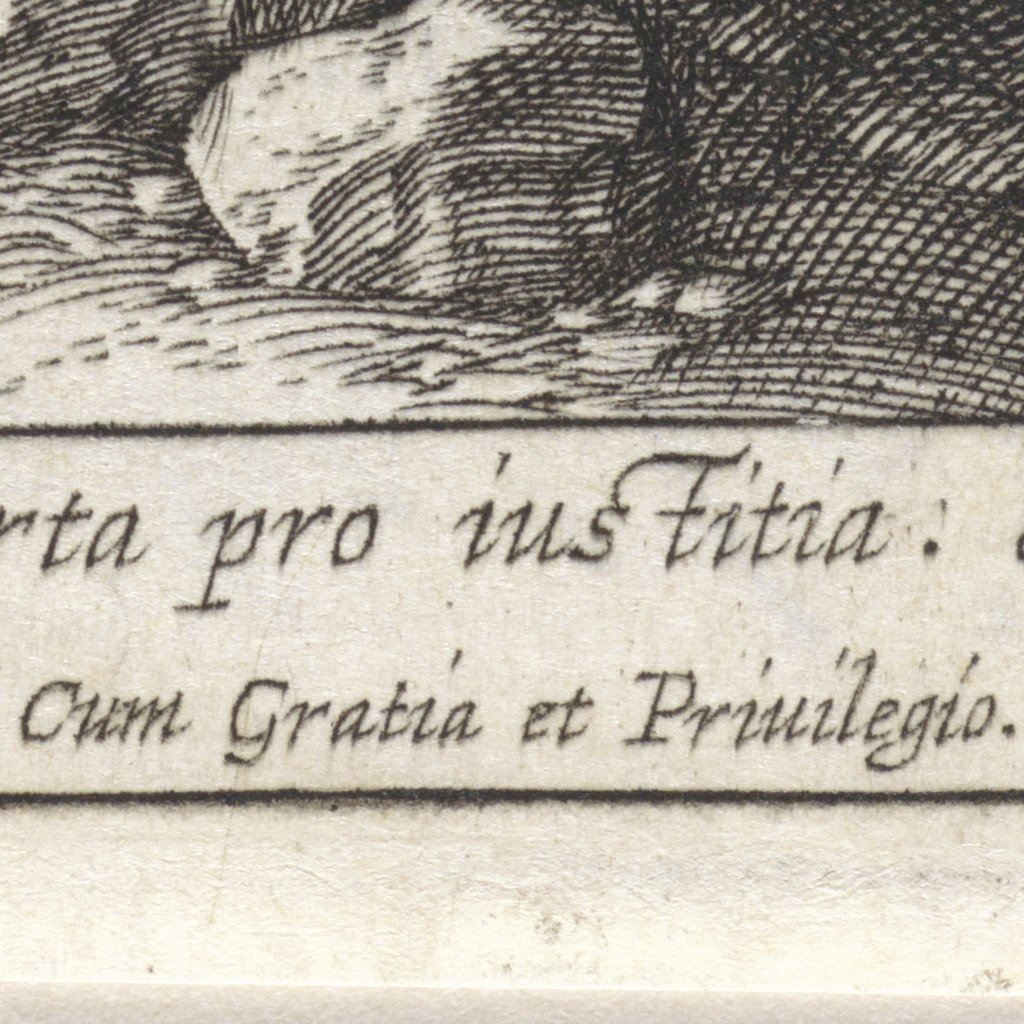 rta pro iustitia:
Cum Gratia et Priuilegio.